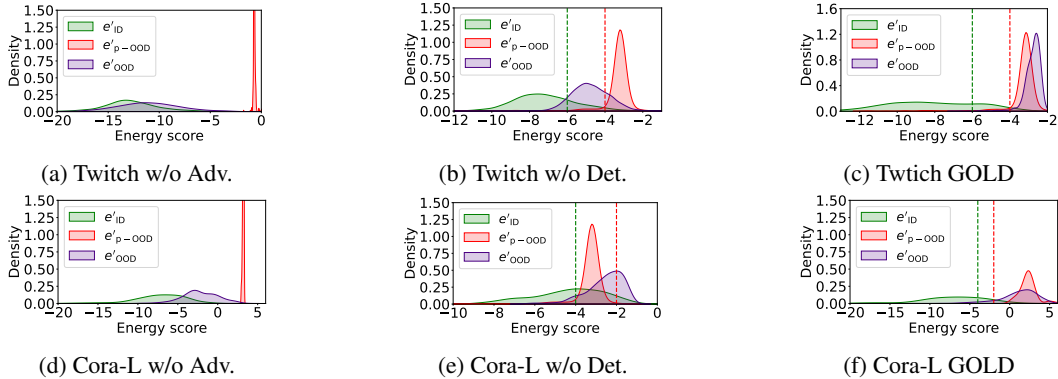 1.50
1.25
1.00
0.75
0.50
0.25
0.00
Density
e′ID
e′p−OOD
e′OOD
−20 −15 −10 −5 0
Energy score
(a) Twitch w/o Adv.
1.50
1.25
1.00
0.75
0.50
0.25
0.00
Density
e′ID
e′p−OOD
e′OOD
−12 −10 −8 −6 −4 −2
Energy score
(b) Twitch w/o Det.
1.6
1.2
0.8
0.4
0.0
Density
e′ID
e′p−OOD
e′OOD
−12 −10 −8 −6 −4 −2
Energy score
(c) Twtich GOLD
1.50
1.25
1.00
0.75
0.50
0.25
0.00
Density
e′ID
e′p−OOD
e′OOD
−20 −15 −10 −5 0 5
Energy score
(d) Cora-L w/o Adv.
1.50
1.25
1.00
0.75
0.50
0.25
0.00
Density
e′ID
e′p−OOD
e′OOD
−10 −8 −6 −4 −2 0
Energy score
(e) Cora-L w/o Det.
1.50
1.25
1.00
0.75
0.50
0.25
0.00
Density
e′ID
e′p−OOD
e′OOD
−20 −15 −10 −5 0 5
Energy score
(f) Cora-L GOLD